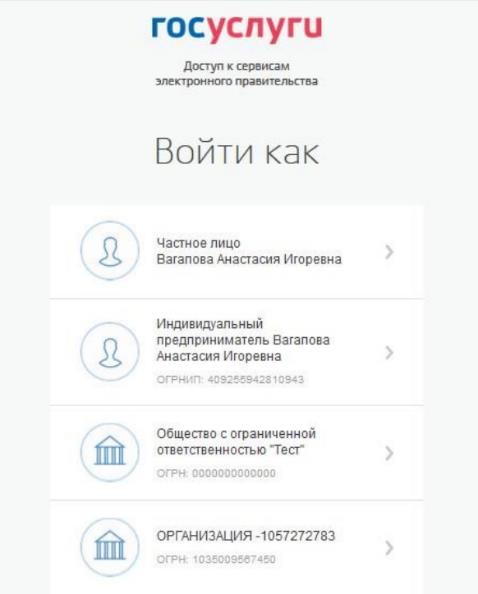 госуслуги
Доступ к сервисам
электронного правительства
Войти как
Частное лицо
Вагапова Анастасия Игоревна
Индивидуальный
предприниматель Вагапова
Анастасия Игоревна
ОГРНИП: 409255942810943
Общество с ограниченной
ответственностью "Тест"
ОГРН: 0000000000000
ОРГАНИЗАЦИЯ -1057272783
ОГРН: 1035009567450